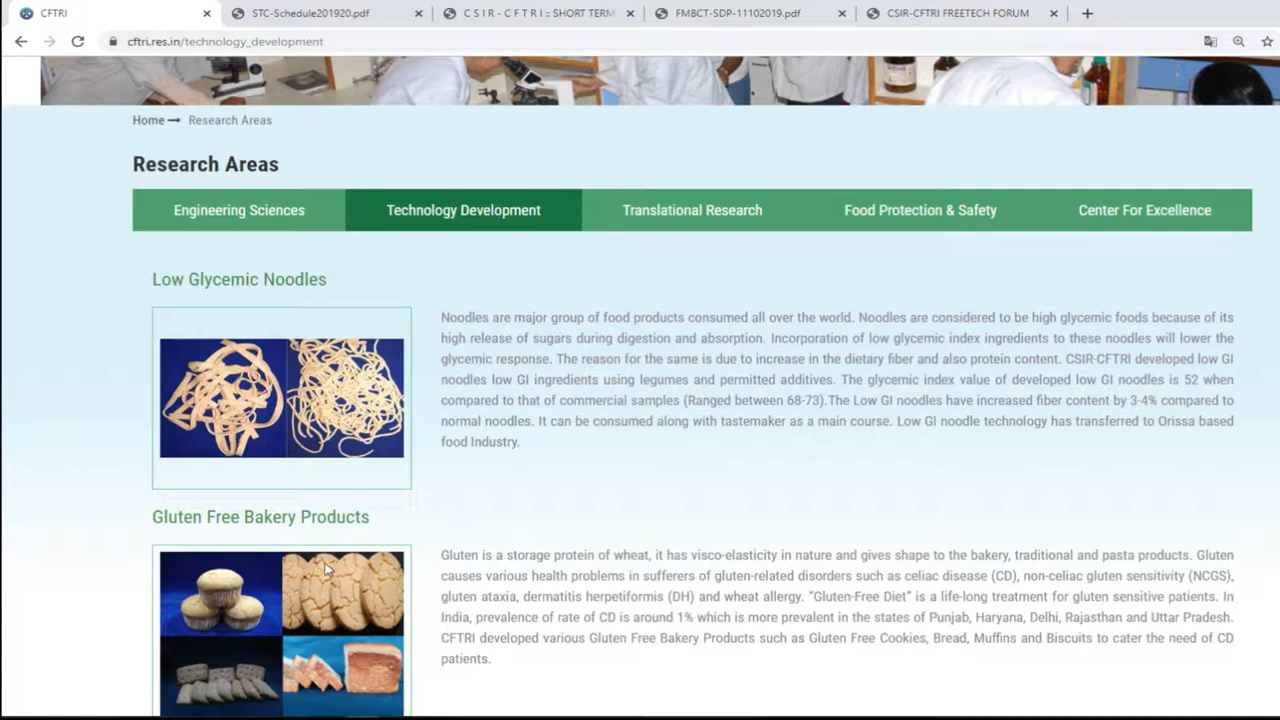 CFTRI
STC-Schedule201920.pdf
C S I R - C F T R I :: SHORT TERM
FMBCT-SDP-11102019.pdf
CSIR-CFTRI FREETECH FORUM
cftri.res.in/technology_development
Home
Research Areas
Research Areas
Engineering Sciences
Technology Development
Translational Research
Food Protection & Safety
Center For Excellence
Low Glycemic Noodles
Noodles are major group of food products consumed all over the world. Noodles are considered to be high glycemic foods because of its
high release of sugars during digestion and absorption. Incorporation of low glycemic index ingredients to these noodles will lower the
glycemic response. The reason for the same is due to increase in the dietary fiber and also protein content. CSIR-CFTRI developed low GI
noodles low GI ingredients using legumes and permitted additives. The glycemic index value of developed low GI noodles is 52 when
compared to that of commercial samples (Ranged between 68-73).The Low GI noodles have increased fiber content by 3-4% compared to
normal noodles. It can be consumed along with tastemaker as a main course. Low GI noodle technology has transferred to Orissa based
food Industry.
Gluten Free Bakery Products
Gluten is a storage protein of wheat, it has visco-elasticity in nature and gives shape to the bakery, traditional and pasta products. Gluten
causes various health problems in sufferers of gluten-related disorders such as celiac disease (CD), non-celiac gluten sensitivity (NCGS),
gluten ataxia, dermatitis herpetiformis (DH) and wheat allergy. “Gluten-Free Diet” is a life-long treatment for gluten sensitive patients. In
India, prevalence of rate of CD is around 1% which is more prevalent in the states of Punjab, Haryana, Delhi, Rajasthan and Uttar Pradesh.
CFTRI developed various Gluten Free Bakery Products such as Gluten Free Cookies, Bread, Muffins and Biscuits to cater the need of CD
patients.